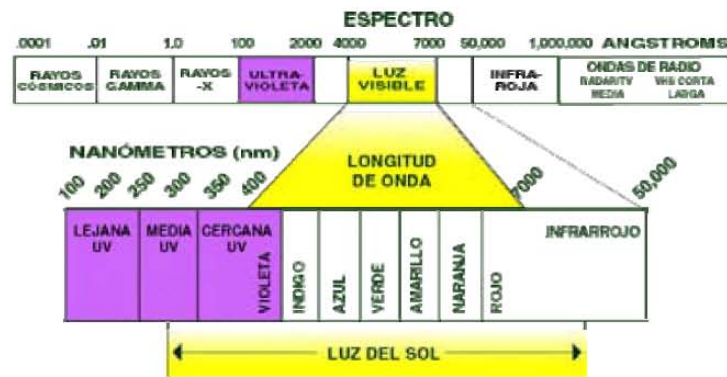 ESPECTRO
.0001 .01 1.0 100 2000 4000 7000 50,000 1,000,000 ANGSTROMS
RAYOS CÓSMICOS
RAYOS GAMMA
RAYOS -X
ULTRA-VIOLETA
LUZ VISIBLE
INFRA-ROJA
ONDAS DE RADIO
RADARITY VHS CORTA
MEDIA LARGA
NANÓMETROS (nm)
LONGITUD
DE ONDA
100 200 250 300 350 400 7000 50,000
LEJANA UV
MEDIA UV
CERCANA UV
VIOLETA
INDIGO
AZUL
VERDE
AMARILLO
NARANJA
ROJO
INFRARROJO
LUZ DEL SOL